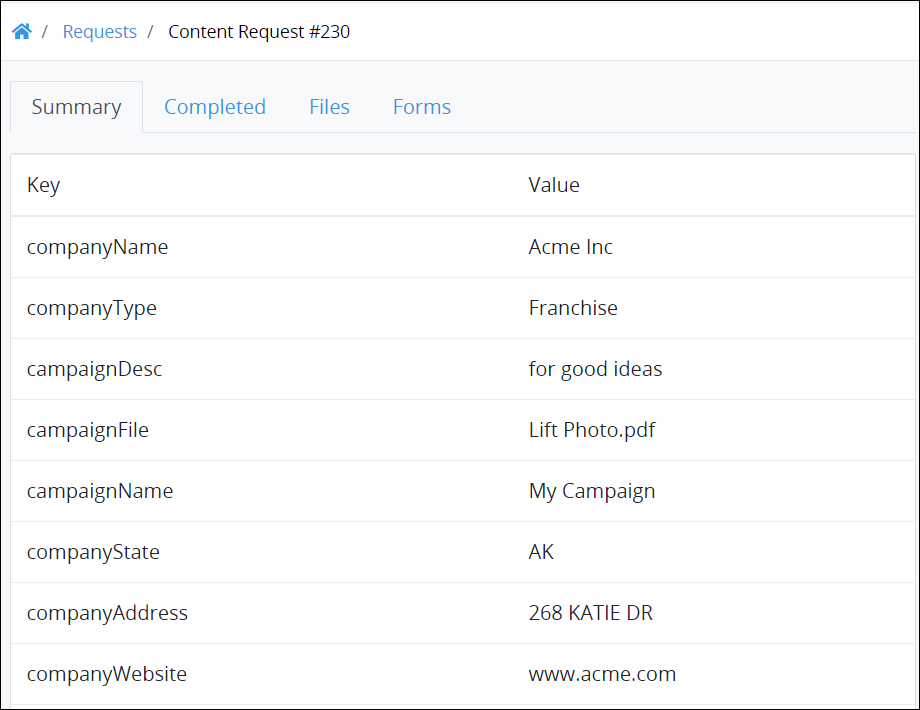 / Requests / Content Request #230
Summary Completed Files Forms
Key Value
companyName Acme Inc
companyType Franchise
campaignDesc for good ideas
campaignFile Lift Photo.pdf
campaignName My Campaign
companyState AK
companyAddress 268 KATIE DR
companyWebsite www.acme.com